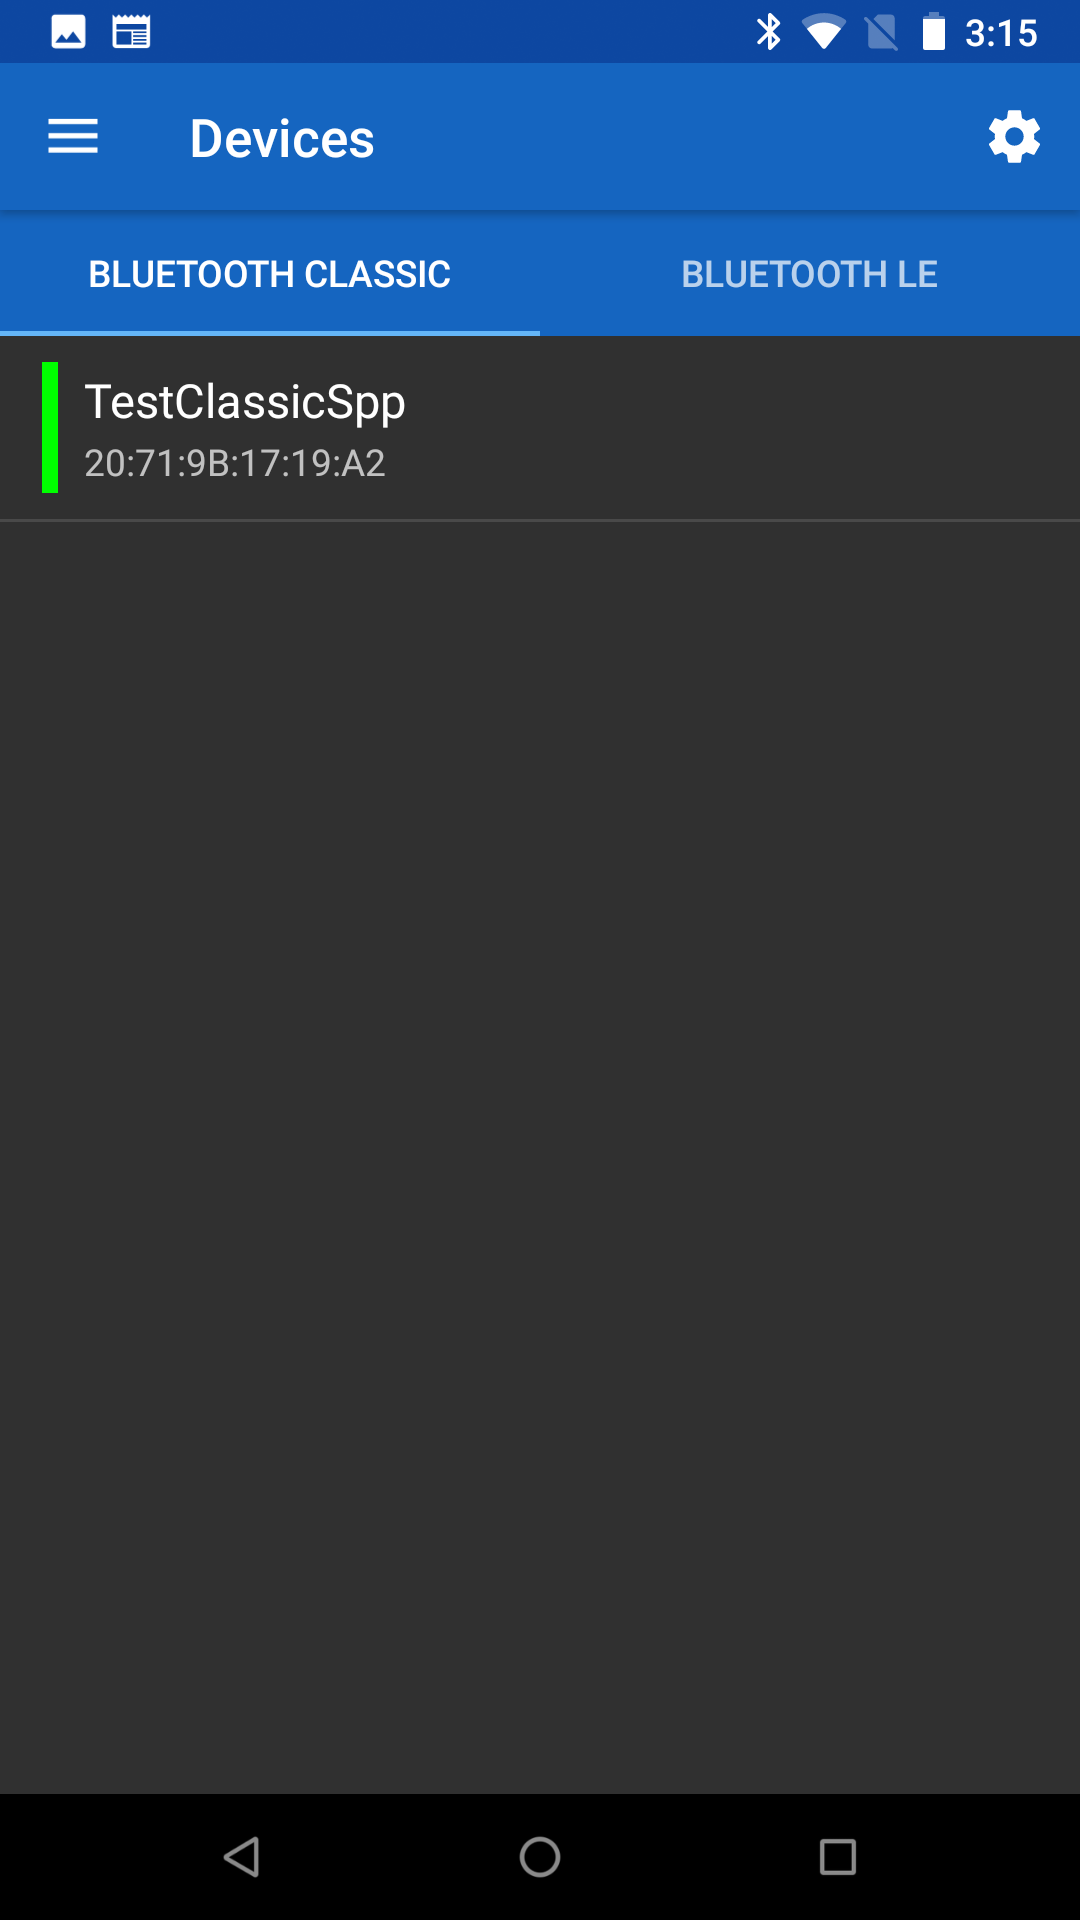 3:15
Devices
BLUETOOTH CLASSIC
BLUETOOTH LE
TestClassicSpp
20:71:9B:17:19:A2